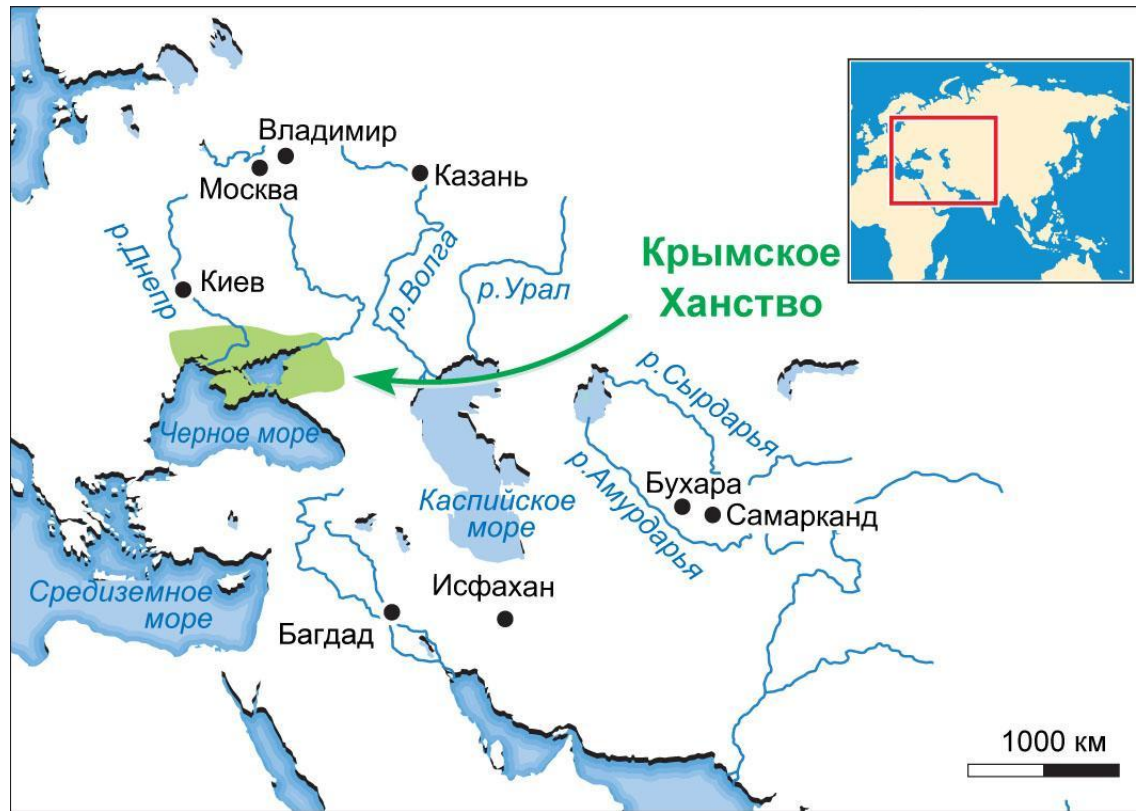 Владимир
Москва
Казань
р.Днепр
Киев
р.Волга
р.Урал
Крымское
Ханство
Черное море
Каспийское
море
р.Сырдарья
р.Амурдарья
Бухара
Самарканд
Средиземное
море
Исфахан
Багдад
1000 км